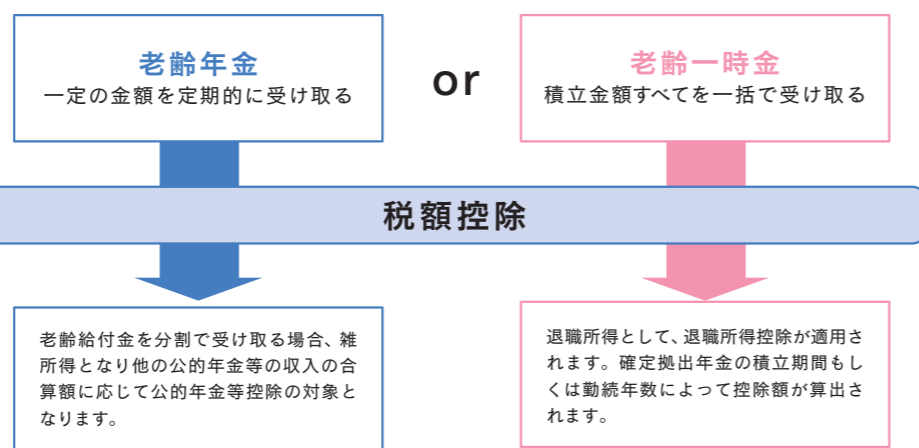 老齢年金
一定の金額を定期的に受け取る
or
老齢一時金
積立金額すべてを一括で受け取る
税額控除
老齢給付金を分割で受け取る場合、雑
所得となり他の公的年金等の収入の合
算額に応じて公的年金等控除の対象と
なります。
退職所得として、退職所得控除が適用さ
れます。確定拠出年金の積立期間もし
くは勤続年数によって控除額が算出さ
れます。